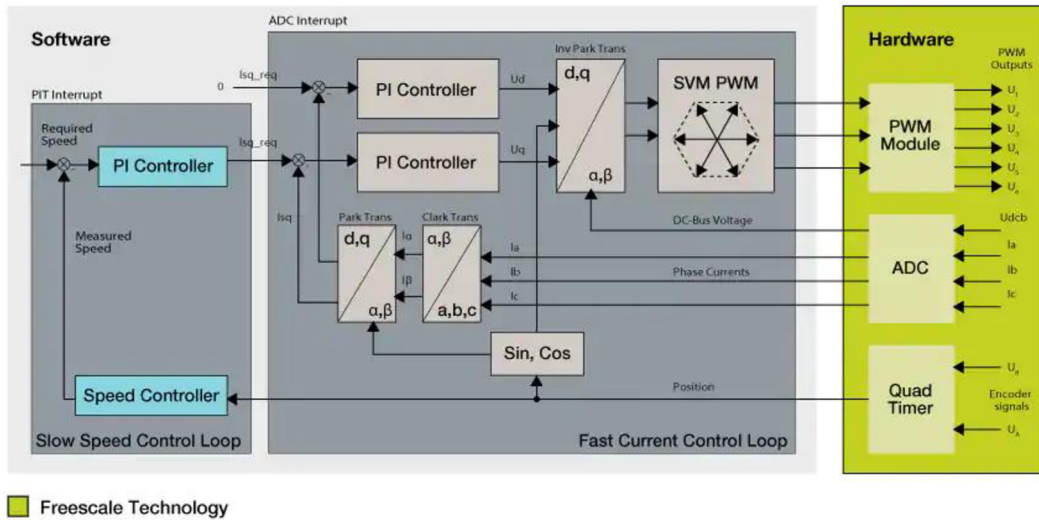 ADC Interrupt
Software
Hardware
Inv Park Trans
PWM
Outputs
Isq_req
0
PI Controller
Ud
d,q
SVM PWM
PIT Interrupt
Required
Speed
PI Controller
Isq_req
PI Controller
Uq
α,β
PWM
Module
U1
U2
U3
U4
U5
U6
Measured
Speed
Isq
Park Trans
Clark Trans
d,q
α,β
Iα
Iβ
α,β
a,b,c
DC-Bus Voltage
Udcb
Ia
Ib
Ic
Phase Currents
ADC
Ia
Ib
Ic
Sin, Cos
Speed Controller
Position
Quad
Timer
UB
Encoder
signals
UA
Slow Speed Control Loop
Fast Current Control Loop
Freescale Technology